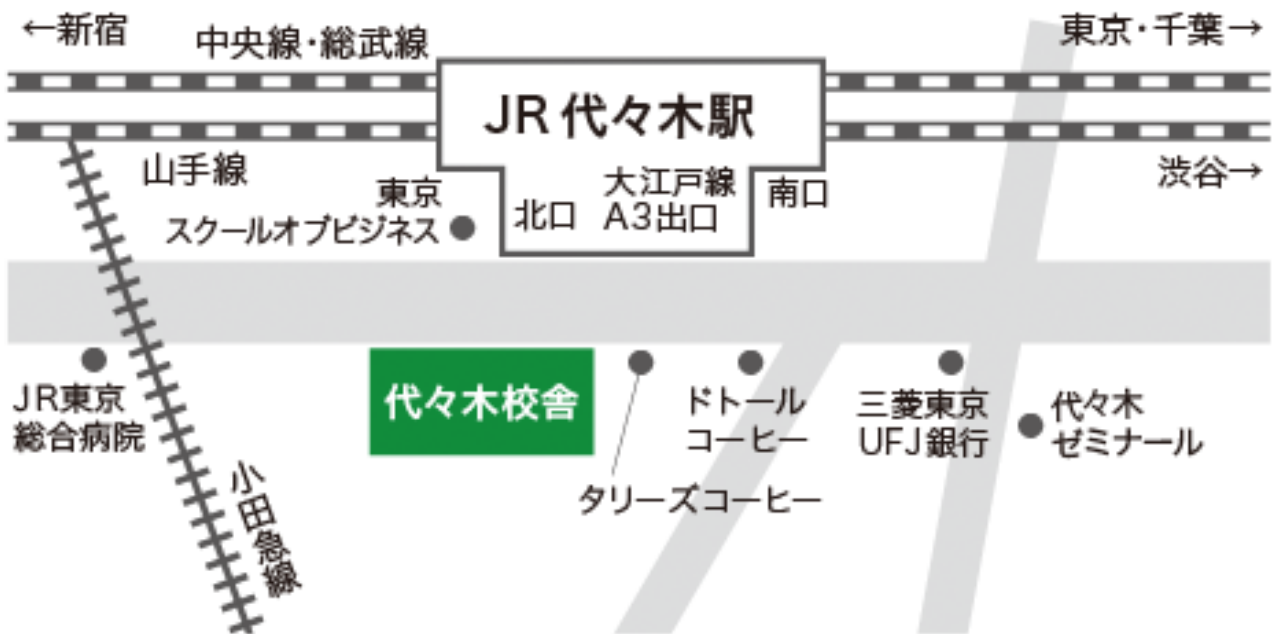 ←新宿
中央線・総武線
東京・千葉→
JR代々木駅
山手線
渋谷→
東京
スクールオブビジネス
北口
大江戸線
A3出口
南口
JR東京
総合病院
代々木校舎
ドトール
コーヒー
三菱東京
UFJ銀行
代々木
ゼミナール
タリーズコーヒー
小田急線